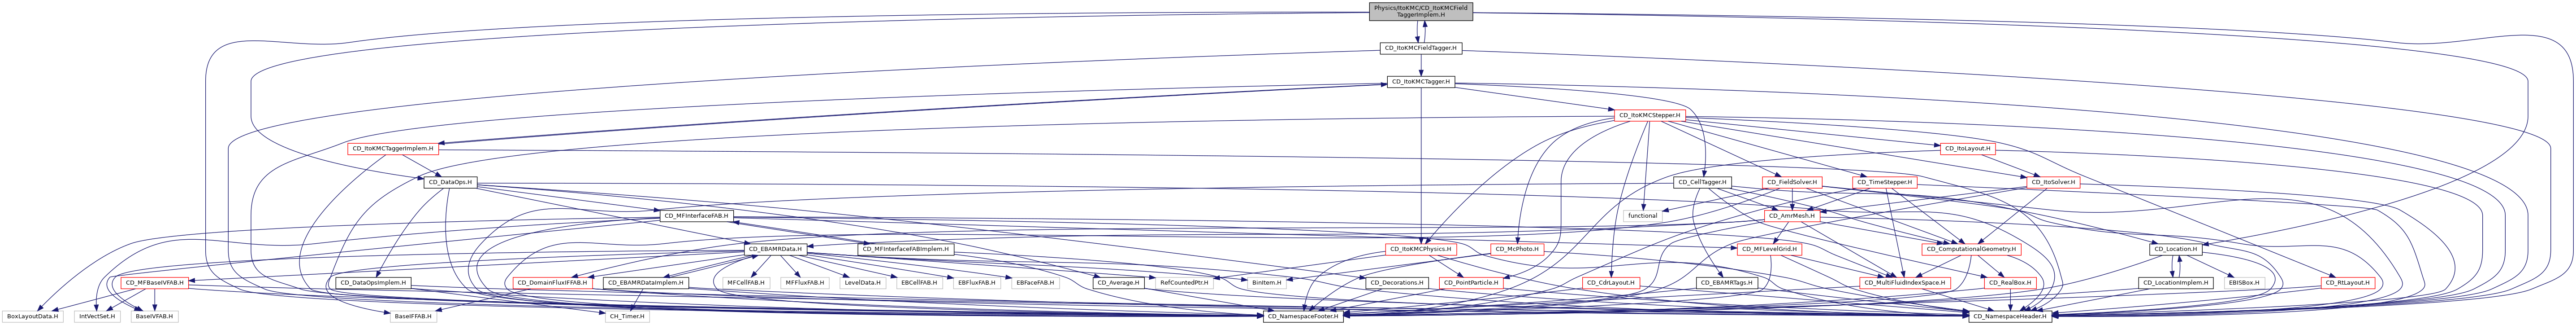 Physics/ItoKMC/CD_ItoKMCField
TaggerImplem.H
CD_ItoKMCFieldTagger.H
CD_ItoKMCTagger.H
CD_ItoKMCStepper.H
CD_ItoKMCTaggerImplem.H
CD_ItoLayout.H
CD_DataOps.H
CD_CellTagger.H
CD_FieldSolver.H
CD_TimeStepper.H
CD_ItoSolver.H
CD_MFInterfaceFAB.H
functional
CD_AmrMesh.H
CD_EBAMRData.H
CD_MFInterfaceFABImplem.H
CD_ItoKMCPhysics.H
CD_McPhoto.H
CD_MFLevelGrid.H
CD_ComputationalGeometry.H
CD_Location.H
CD_MFBaseIVFAB.H
CD_DataOpsImplem.H
CD_DomainFluxIFFAB.H
CD_EBAMRDataImplem.H
MFCellFAB.H
MFFluxFAB.H
LevelData.H
EBCellFAB.H
EBFluxFAB.H
EBFaceFAB.H
CD_Average.H
RefCountedPtr.H
BinItem.H
CD_Decorations.H
CD_PointParticle.H
CD_CdrLayout.H
CD_EBAMRTags.H
CD_MultiFluidIndexSpace.H
CD_RealBox.H
CD_LocationImplem.H
EBISBox.H
CD_RtLayout.H
BoxLayoutData.H
IntVectSet.H
BaseIVFAB.H
BaseIFFAB.H
CH_Timer.H
CD_NamespaceFooter.H
CD_NamespaceHeader.H